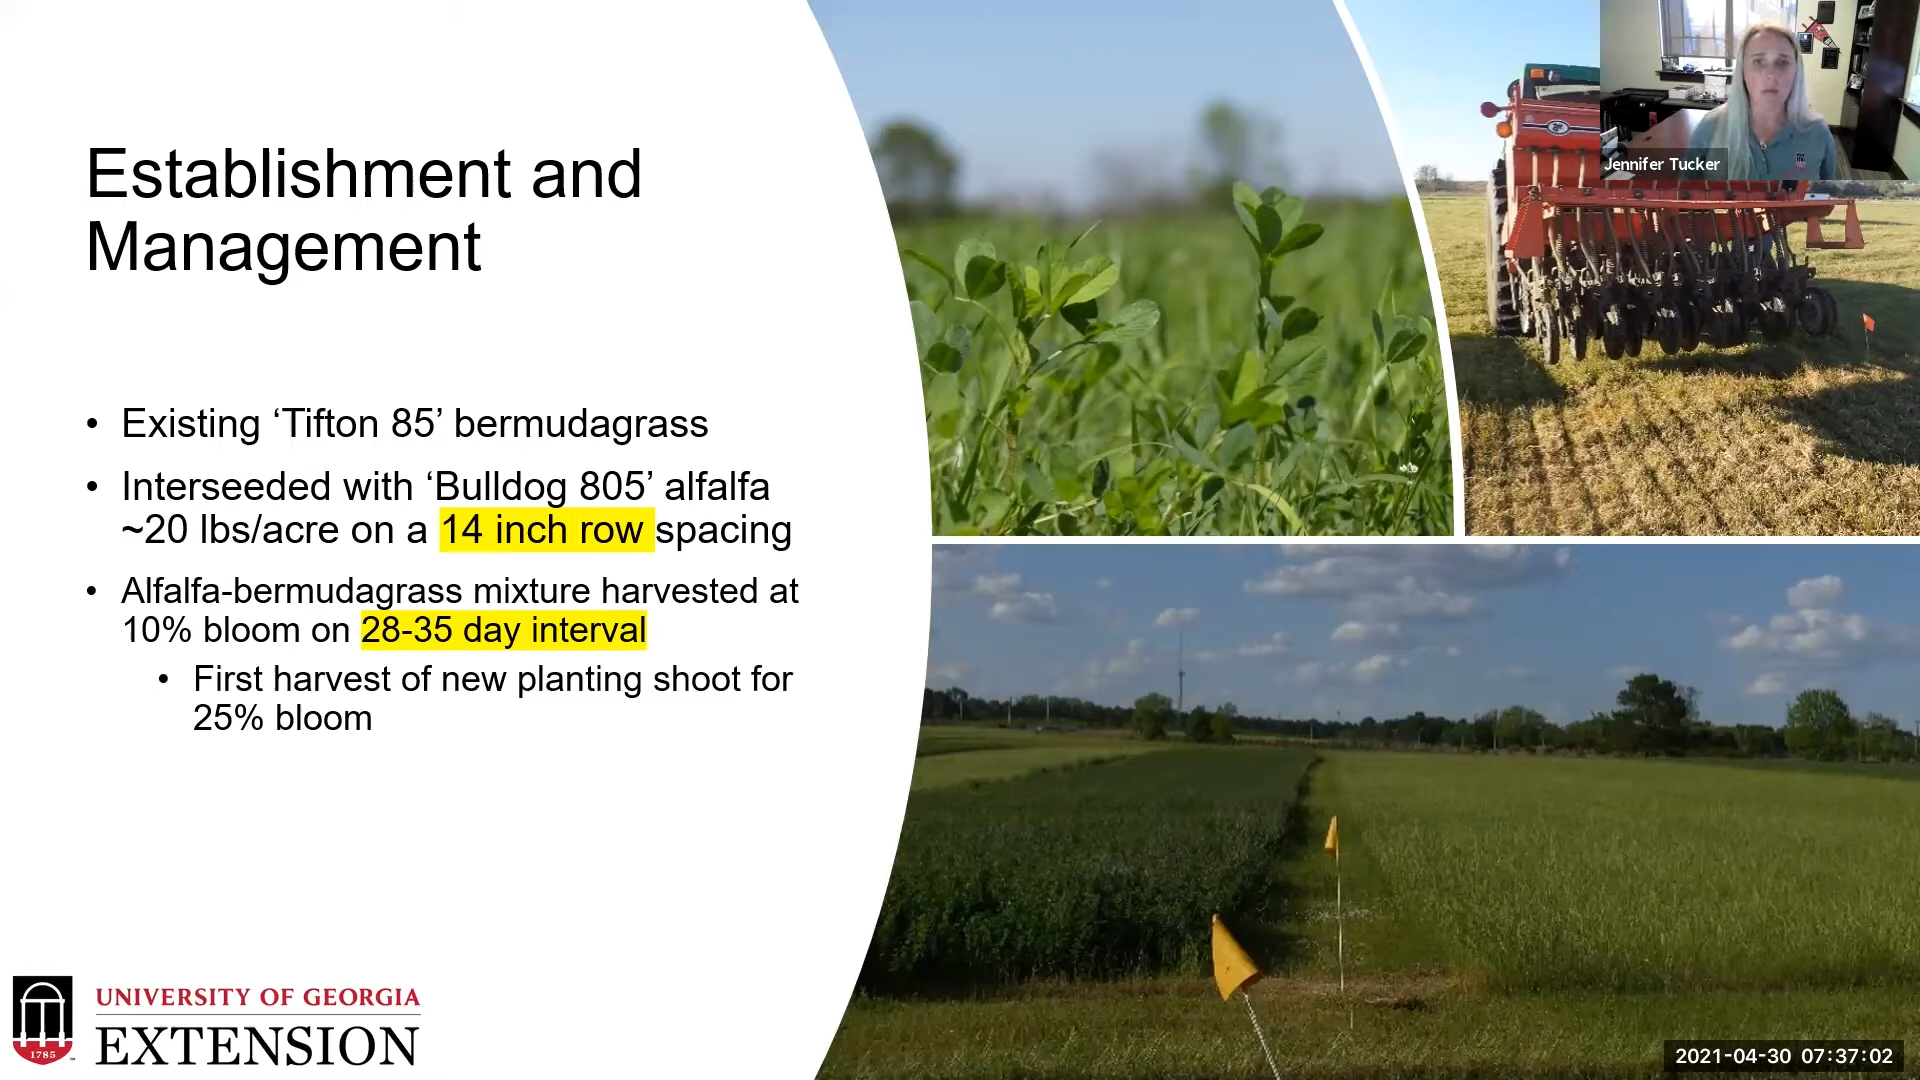 Establishment and
Management
• Existing ‘Tifton 85’ bermudagrass
• Interseeded with ‘Bulldog 805’ alfalfa
~20 lbs/acre on a 14 inch row spacing
• Alfalfa-bermudagrass mixture harvested at
10% bloom on 28-35 day interval
• First harvest of new planting shoot for
25% bloom
Jennifer Tucker
1785
UNIVERSITY OF GEORGIA
EXTENSION
2021-04-30 07:37:02